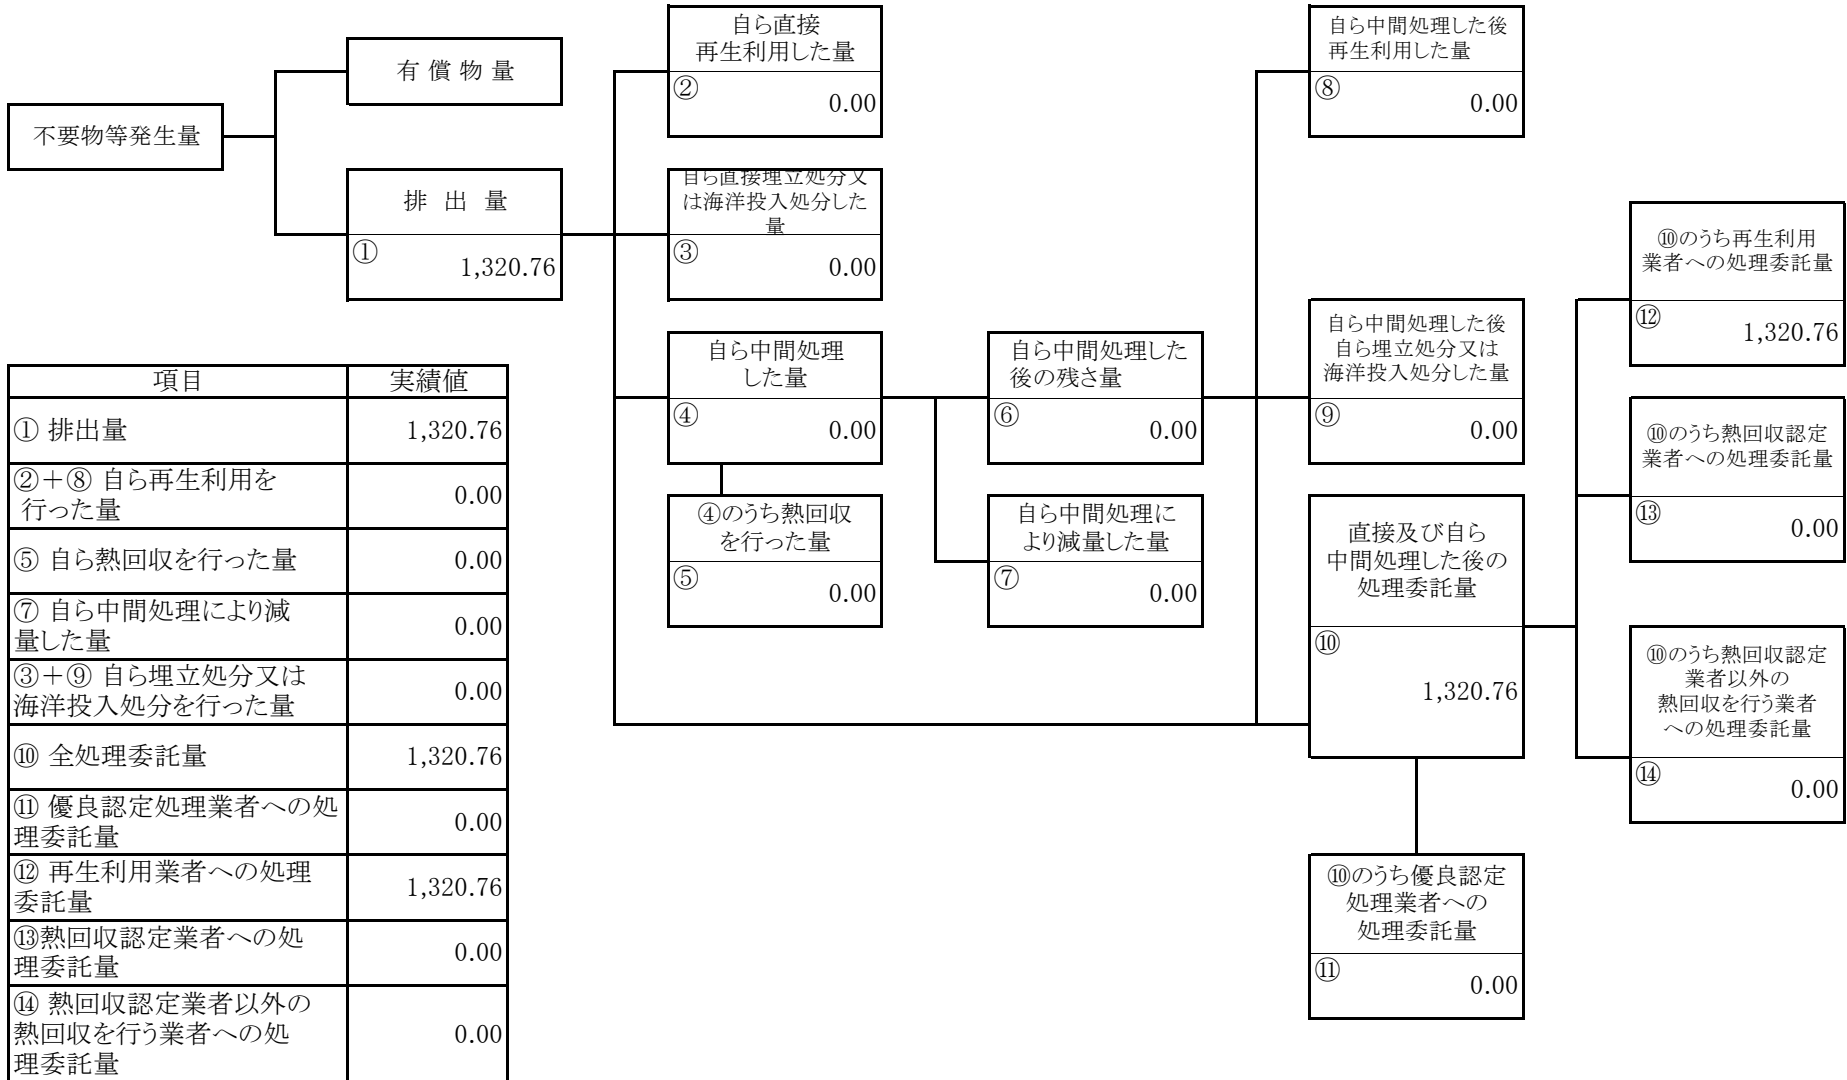 不要物等発生量
有 償 物 量
排 出 量
①
1,320.76
自ら直接
再生利用した量
②
0.00
自ら直接埋立処分又
は海洋投入処分した
量
③
0.00
自ら中間処理
した量
④
0.00
④のうち熱回収
を行った量
⑤
0.00
自ら中間処理した
後の残さ量
⑥
0.00
自ら中間処理に
より減量した量
⑦
0.00
自ら中間処理した後
再生利用した量
⑧
0.00
自ら中間処理した後
自ら埋立処分又は
海洋投入処分した量
⑨
0.00
直接及び自ら
中間処理した後の
処理委託量
⑩
1,320.76
⑩のうち優良認定
処理業者への
処理委託量
⑪
0.00
⑩のうち再生利用
業者への処理委託量
⑫
1,320.76
⑩のうち熱回収認定
業者への処理委託量
⑬
0.00
⑩のうち熱回収認定
業者以外の
熱回収を行う業者
への処理委託量
⑭
0.00
項目 実績値
① 排出量 1,320.76
②＋⑧ 自ら再生利用を
行った量 0.00
⑤ 自ら熱回収を行った量 0.00
⑦ 自ら中間処理により減
量した量 0.00
③＋⑨ 自ら埋立処分又は
海洋投入処分を行った量 0.00
⑩ 全処理委託量 1,320.76
⑪ 優良認定処理業者への処
理委託量 0.00
⑫ 再生利用業者への処理
委託量 1,320.76
⑬熱回収認定業者への処
理委託量 0.00
⑭ 熱回収認定業者以外の
熱回収を行う業者への処
理委託量 0.00